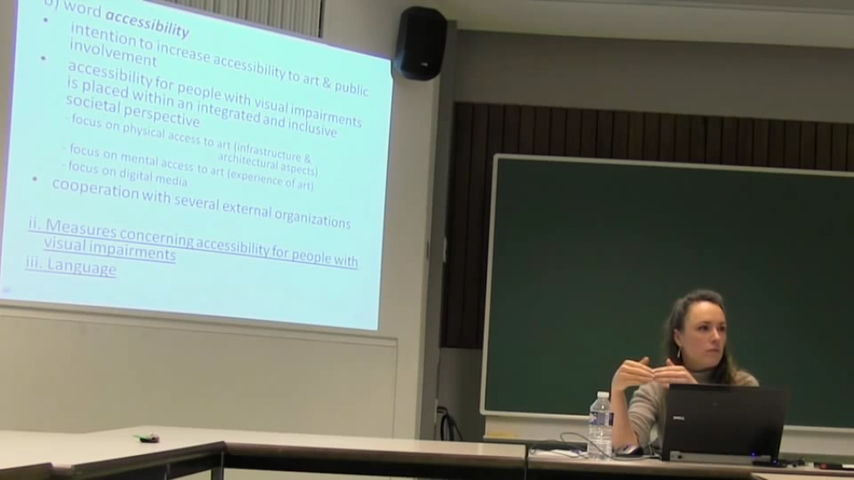 b) word accessibility
• intention to increase accessibility to art & public
involvement
• accessibility for people with visual impairments
is placed within an integrated and inclusive
societal perspective
- focus on physical access to art (infrastructure &
architectural aspects)
- focus on mental access to art (experience of art)
- focus on digital media
• cooperation with several external organizations
ii. Measures concerning accessibility for people with
visual impairments
iii. Language
DELL